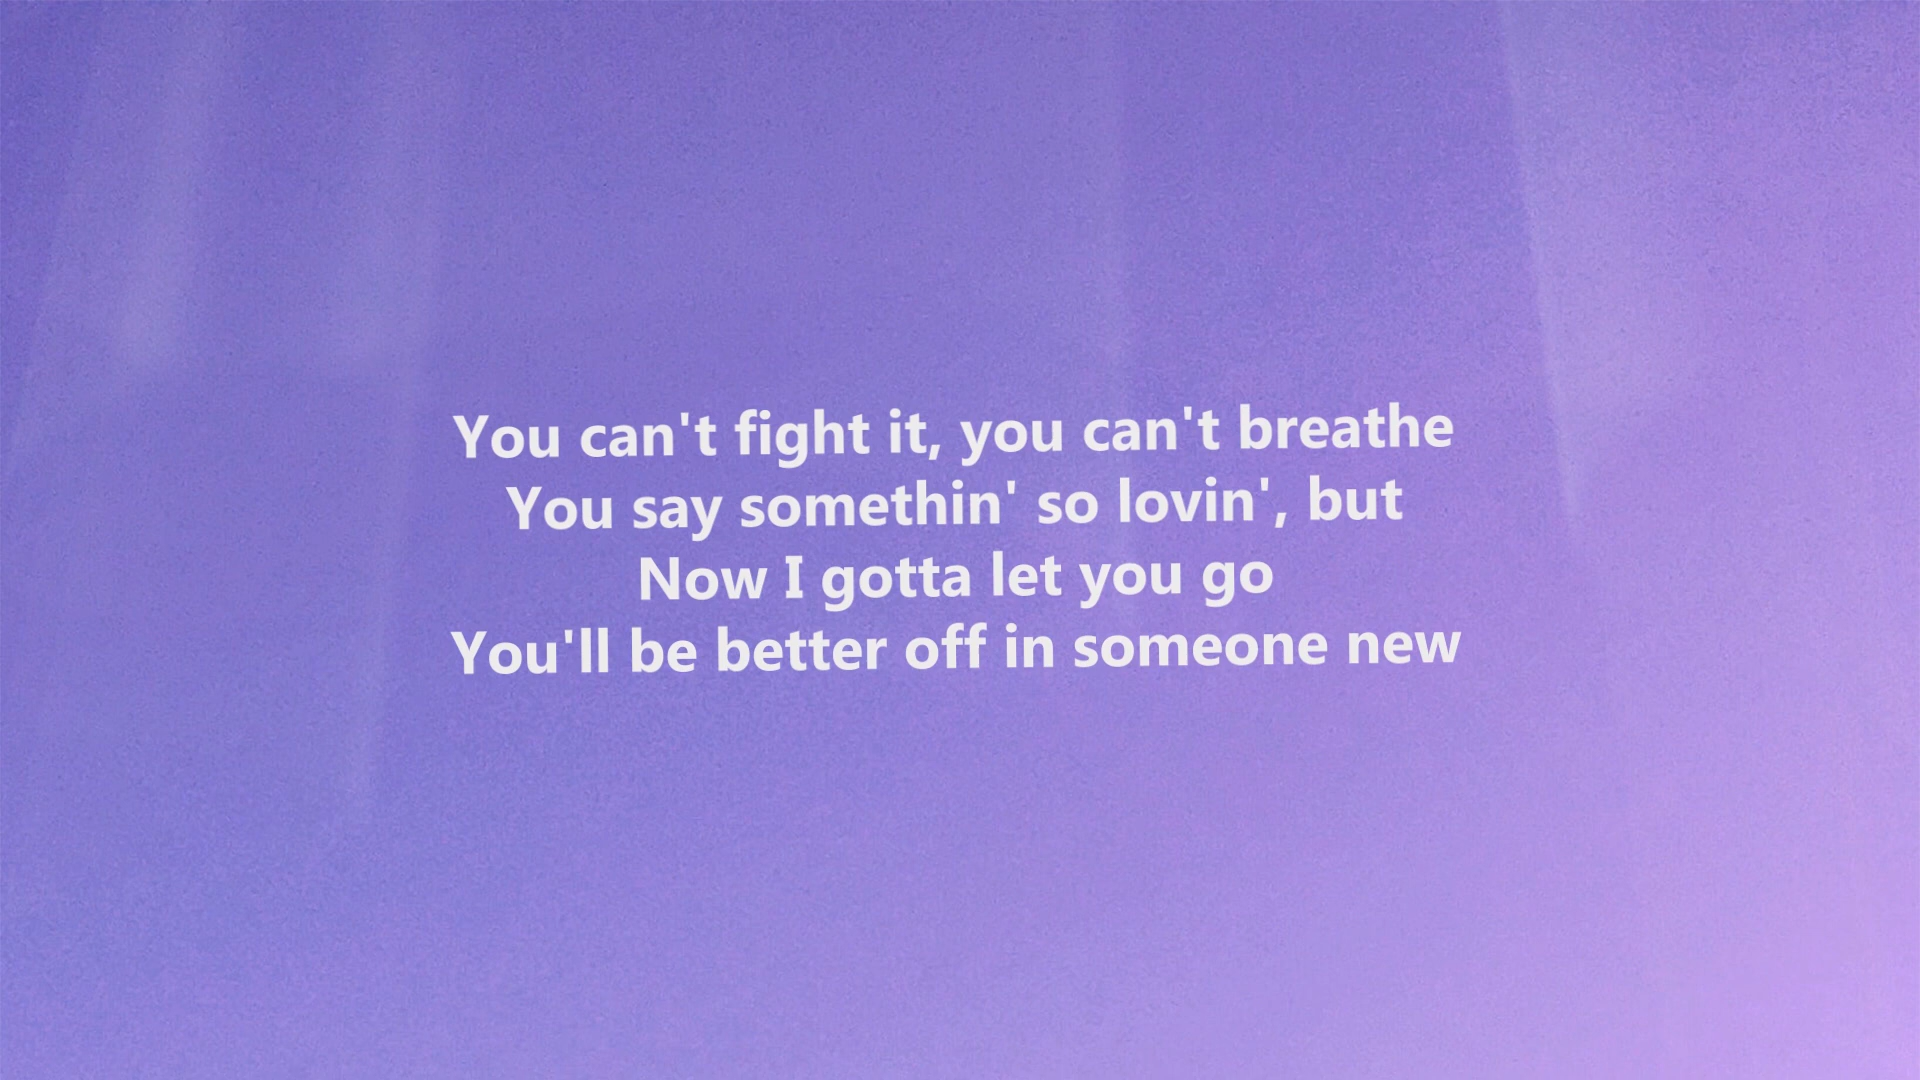 You can't fight it, you can't breathe
You say somethin' so lovin', but
Now I gotta let you go
You'll be better off in someone new